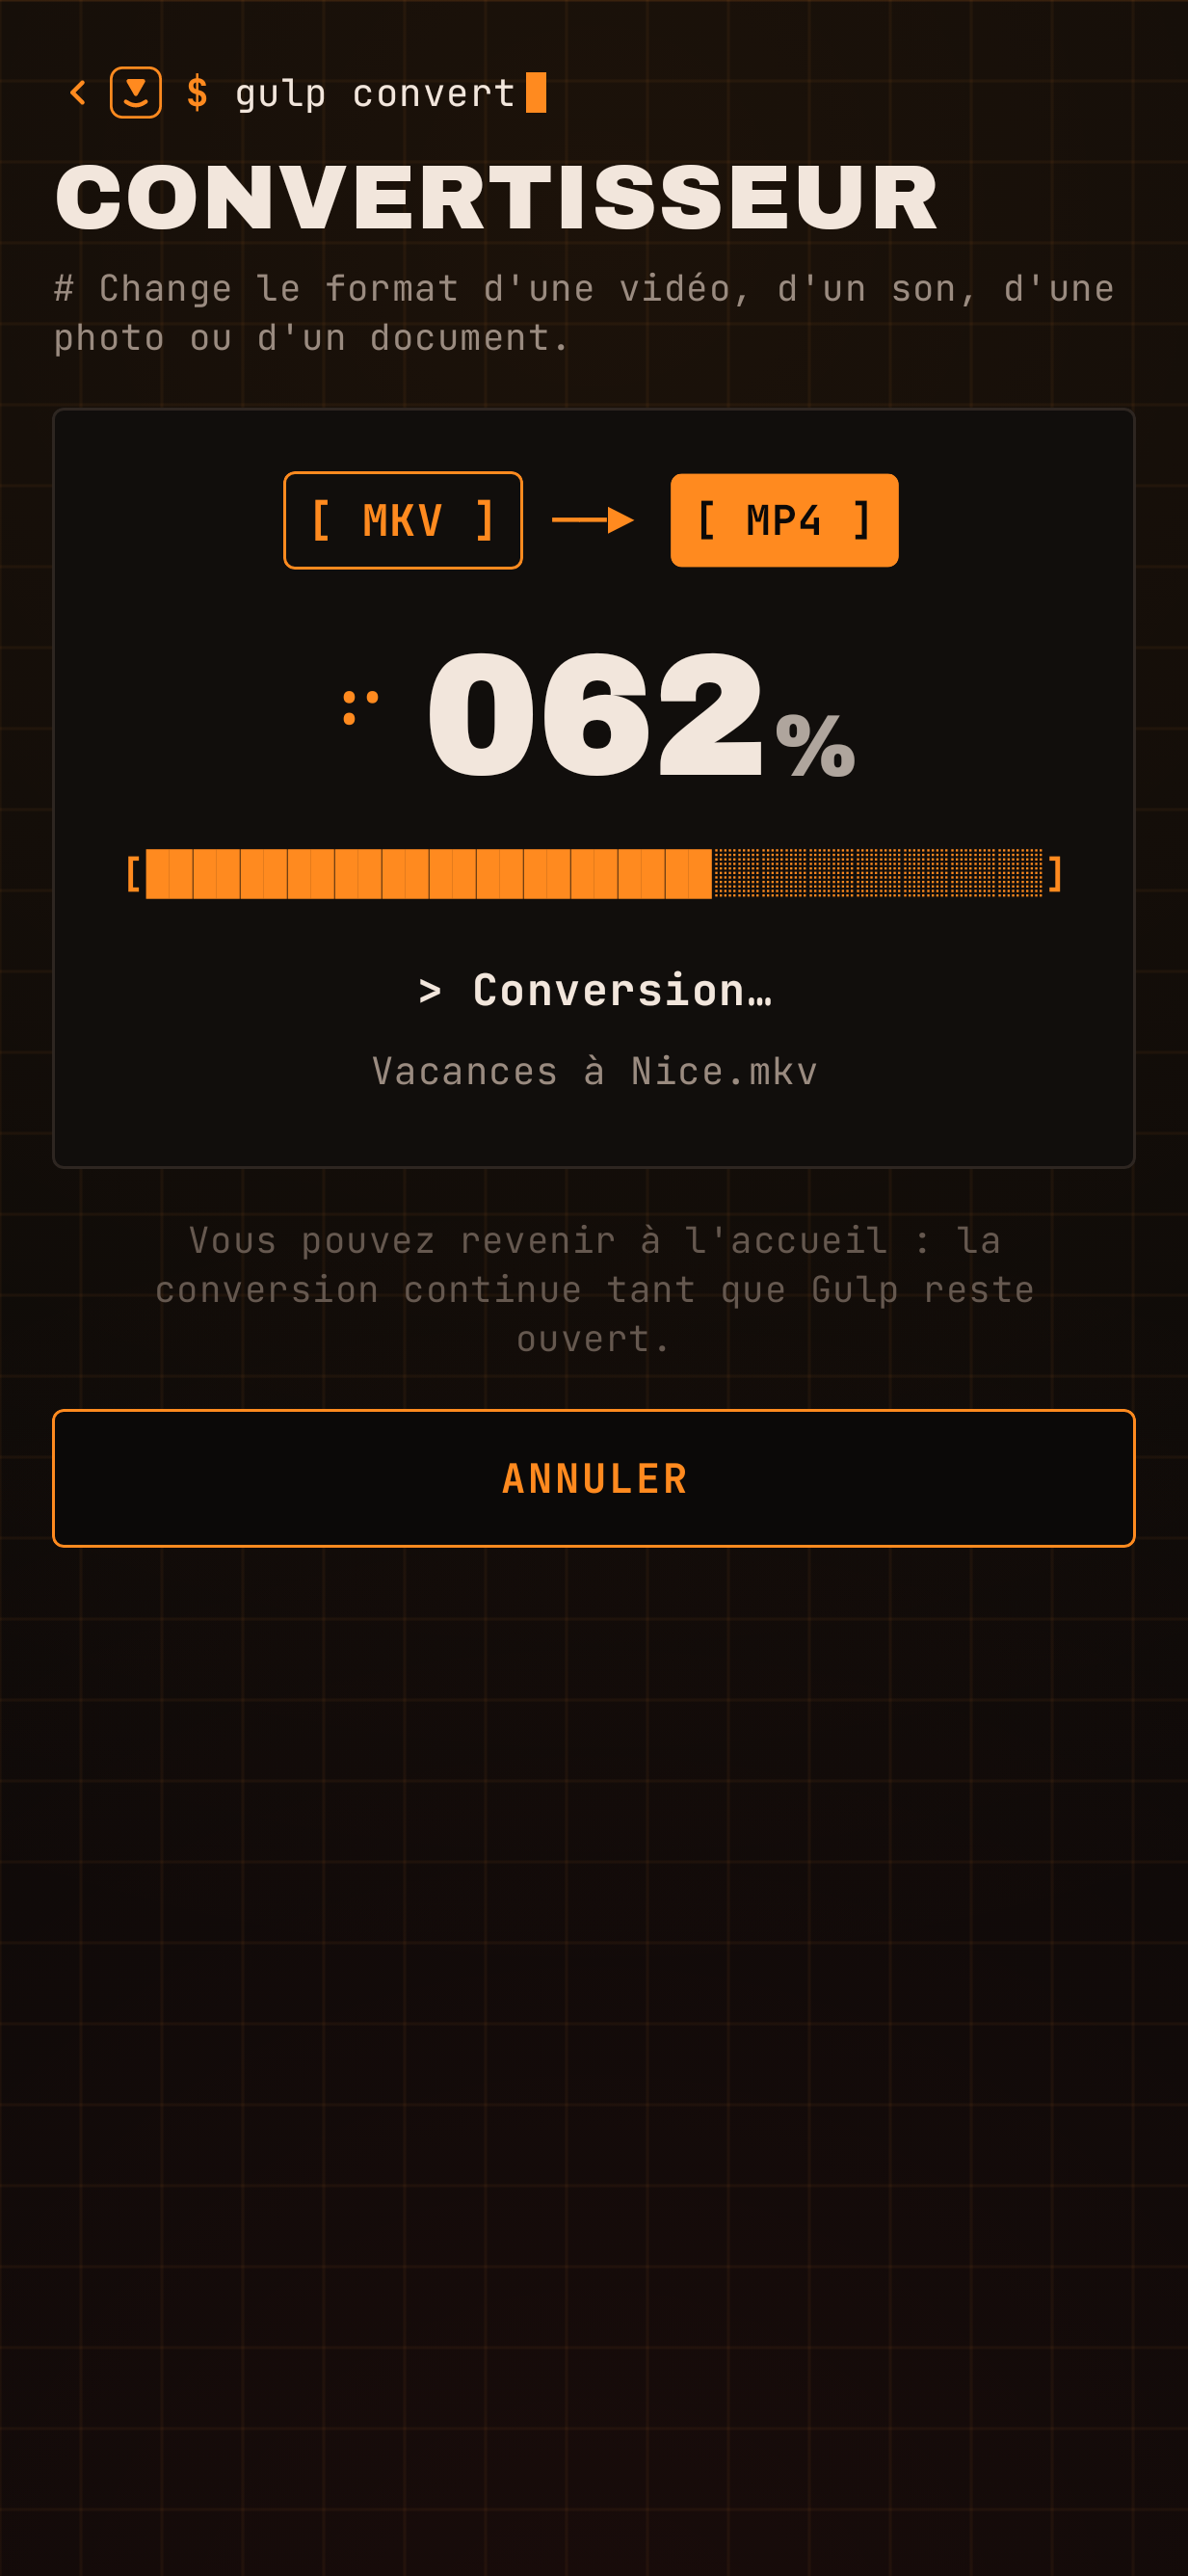 $ gulp convert
CONVERTISSEUR
# Change le format d'une vidéo, d'un son, d'une
photo ou d'un document.
[ MKV ] → [ MP4 ]
062%
[████████████████████████░░░░░░░░░░░░░░]
> Conversion…
Vacances à Nice.mkv
Vous pouvez revenir à l'accueil : la
conversion continue tant que Gulp reste
ouvert.
ANNULER